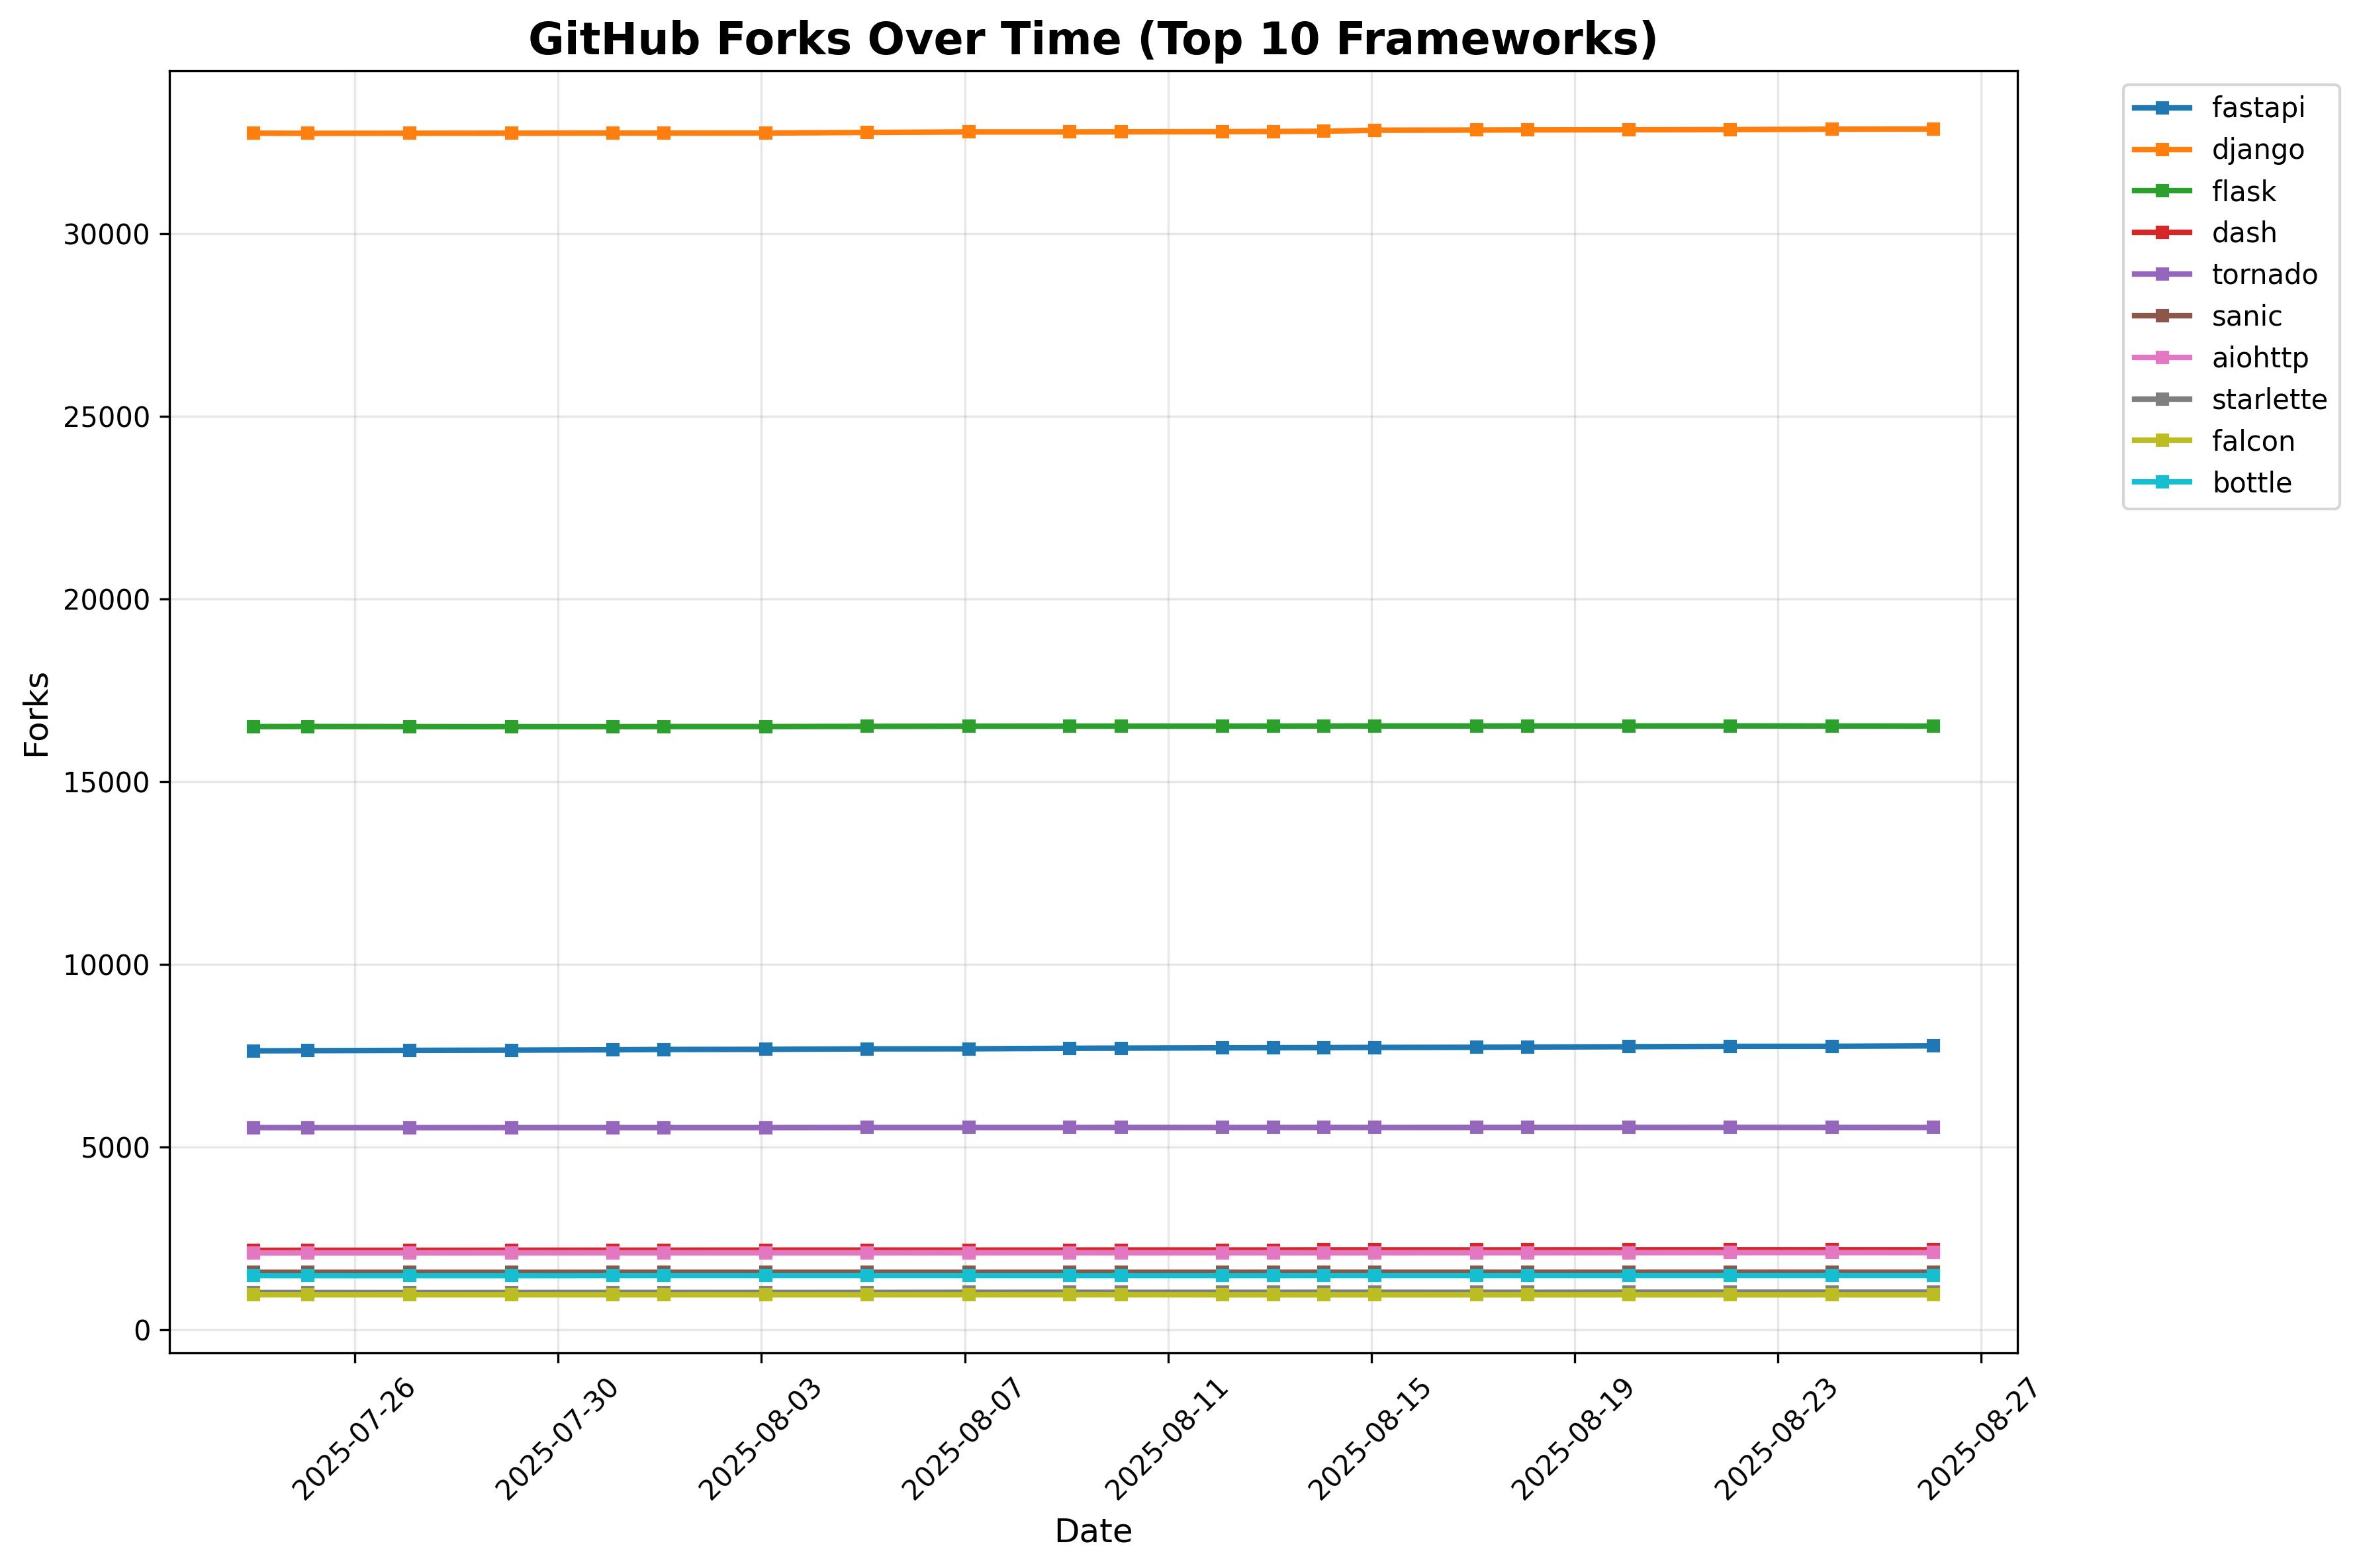 GitHub Forks Over Time (Top 10 Frameworks)
fastapi
django
flask
dash
tornado
sanic
aiohttp
starlette
falcon
bottle
Forks
30000
25000
20000
15000
10000
5000
0
2025-07-26
2025-07-30
2025-08-03
2025-08-07
2025-08-11
2025-08-15
2025-08-19
2025-08-23
2025-08-27
Date